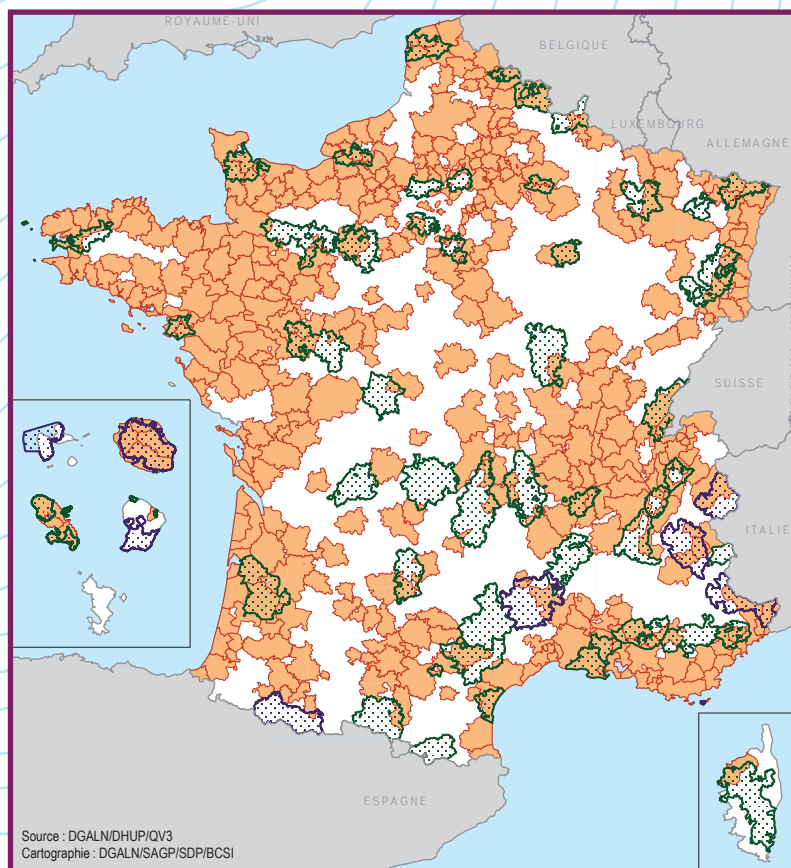 ROYAUME-UNI
BELGIQUE
LUXEMBOURG
ALLEMAGNE
SUISSE
ITALIE
ESPAGNE
Source : DGALN/DHUP/QV3
Cartographie : DGALN/SAGP/SDP/BCSI